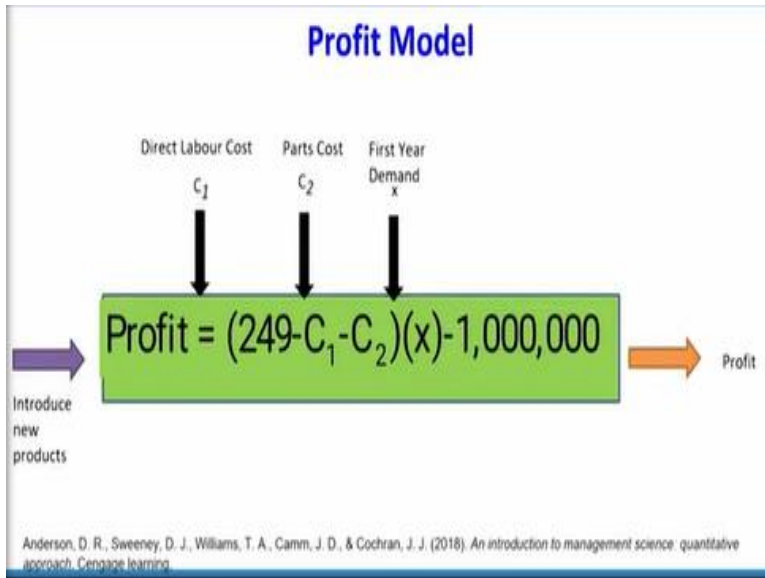 Profit Model
Direct Labour Cost
C1
Parts Cost
C2
First Year
Demand
x
Profit = (249-C1-C2)(x)-1,000,000
Introduce
new
products
Profit
Anderson, D. R., Sweeney, D. J., Williams, T. A., Camm, J. D., & Cochran, J. J. (2018). An introduction to management science: quantitative
approach. Cengage learning.